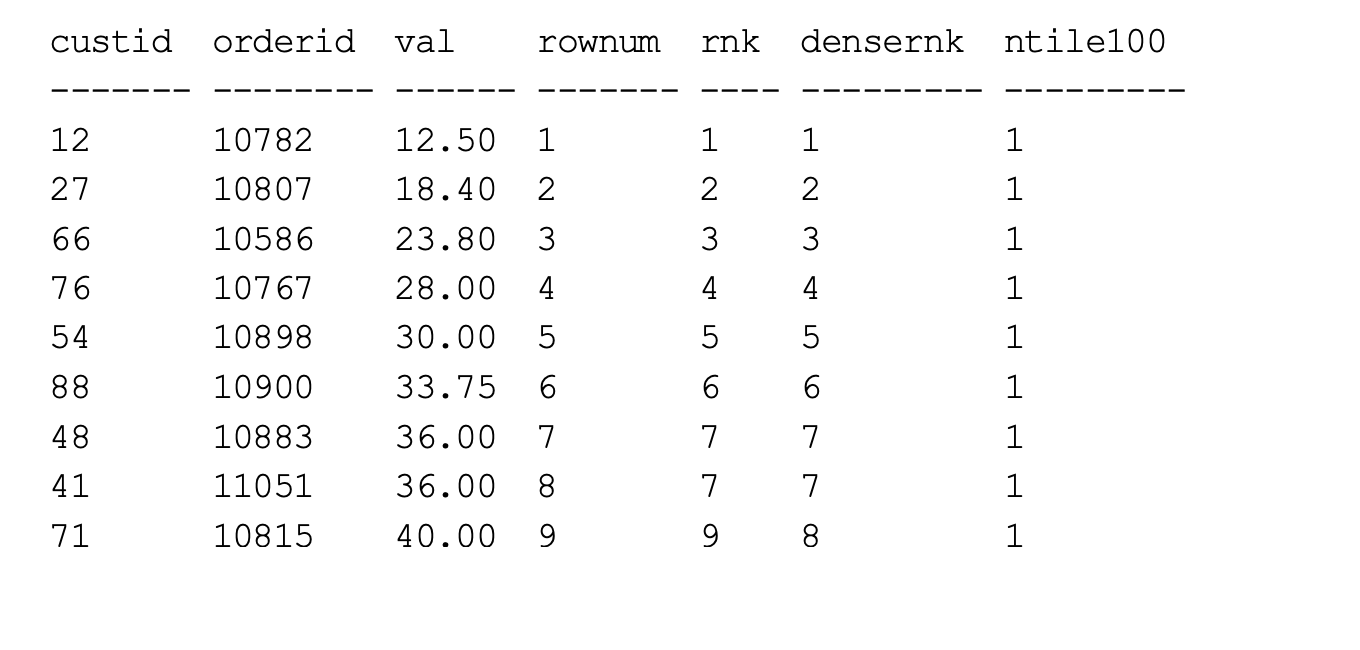 custid orderid val rownum rnk densernk ntile100
------- -------- ------ ------- ---- --------- ---------
12 10782 12.50 1 1 1 1
27 10807 18.40 2 2 2 1
66 10586 23.80 3 3 3 1
76 10767 28.00 4 4 4 1
54 10898 30.00 5 5 5 1
88 10900 33.75 6 6 6 1
48 10883 36.00 7 7 7 1
41 11051 36.00 8 7 7 1
71 10815 40.00 9 9 8 1